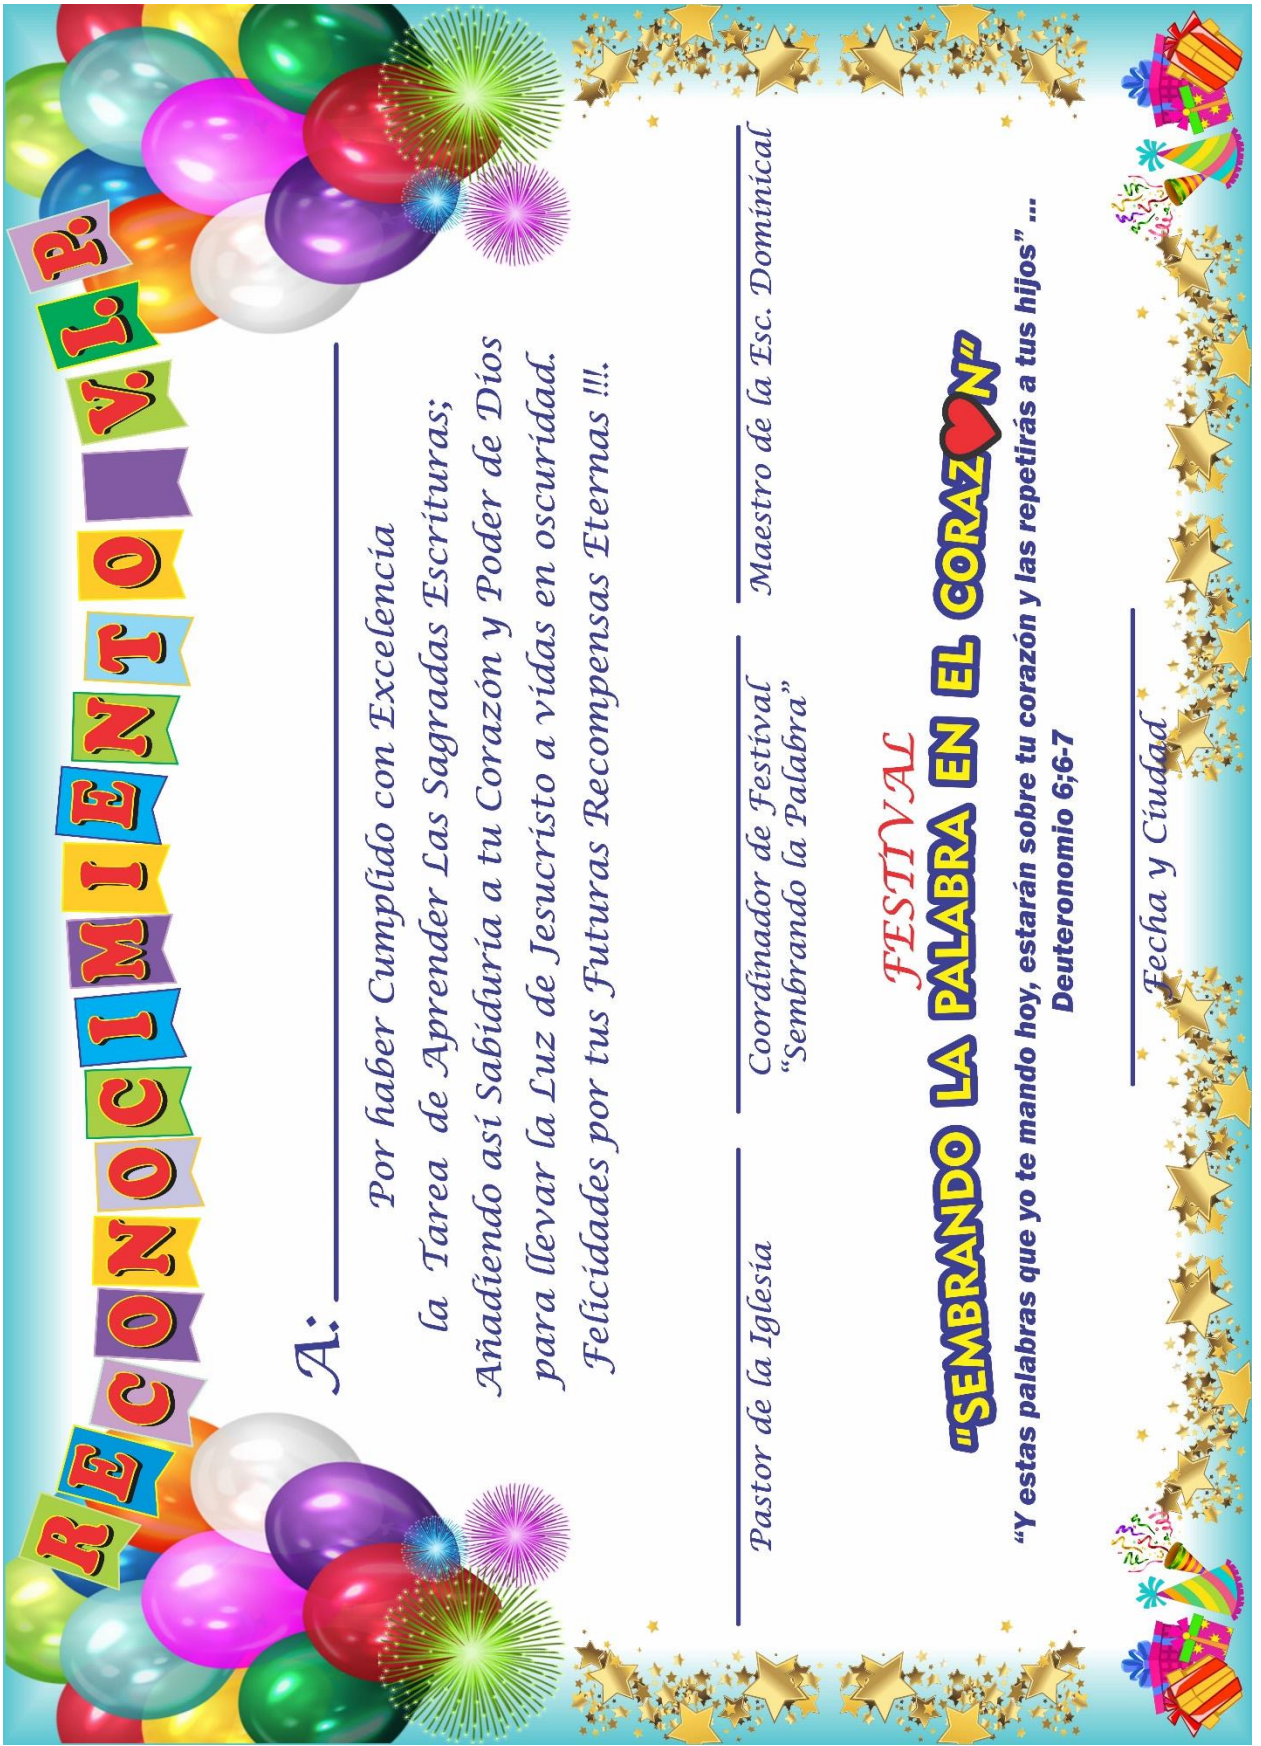 RECONOCIMIENTO V.I.P.
A:
Por haber Cumplido con Excelencia
la Tarea de Aprender Las Sagradas Escrituras;
Añadiendo así Sabiduría a tu Corazón y Poder de Dios
para llevar la Luz de Jesucristo a vidas en oscuridad.
Felicidades por tus Futuras Recompensas Eternas !!!.
Pastor de la Iglesia
Coordinador de Festival
“Sembrando la Palabra”
Maestro de la Esc. Dominical
FESTIVAL
"SEMBRANDO LA PALABRA EN EL CORAZ❤N"
“Y estas palabras que yo te mando hoy, estarán sobre tu corazón y las repetirás a tus hijos” ...
Deuteronomio 6;6-7
Fecha y Ciudad